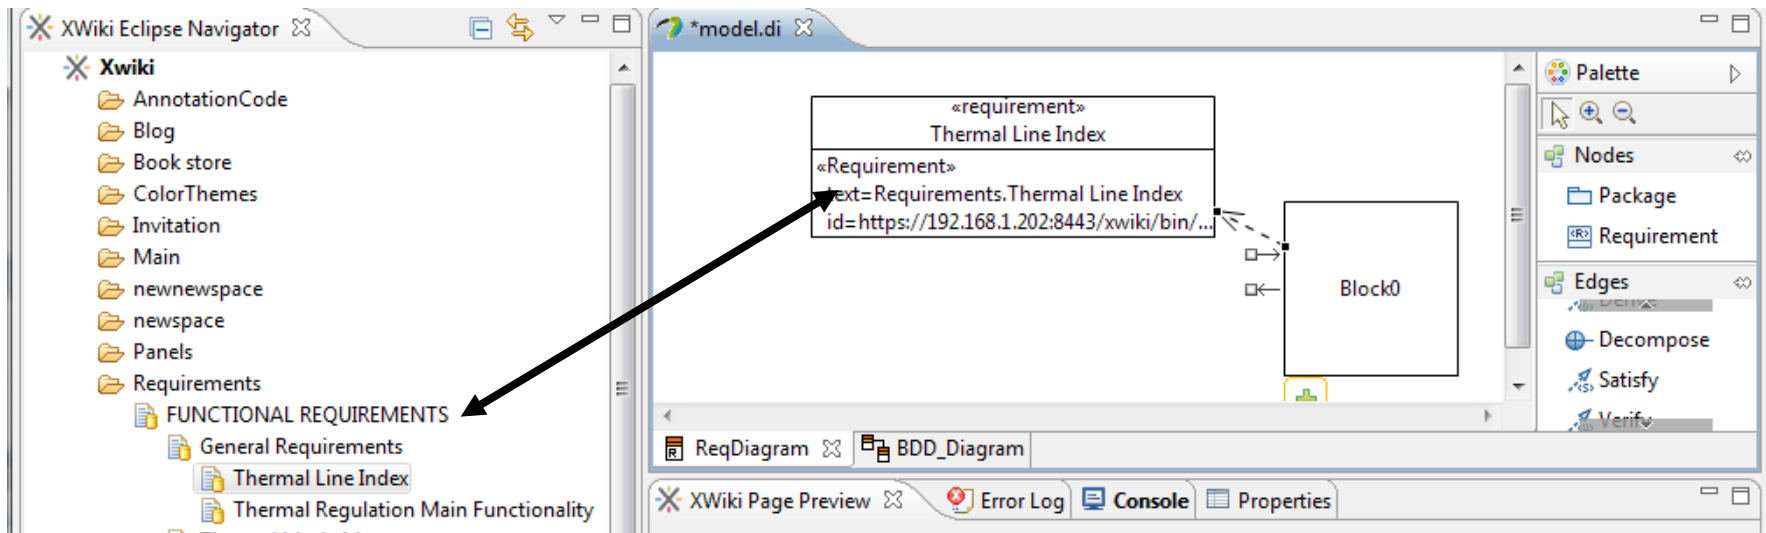 XWiki Eclipse Navigator
Xwiki
AnnotationCode
Blog
Book store
ColorThemes
Invitation
Main
newnewspace
newspace
Panels
Requirements
FUNCTIONAL REQUIREMENTS
General Requirements
Thermal Line Index
Thermal Regulation Main Functionality
*model.di
«requirement»
Thermal Line Index
«Requirement»
text=Requirements.Thermal Line Index
id=https://192.168.1.202:8443/xwiki/bin/...
Block0
Palette
Nodes
Package
Requirement
Edges
Derive
Decompose
Satisfy
Verify
ReqDiagram
BDD_Diagram
XWiki Page Preview
Error Log
Console
Properties